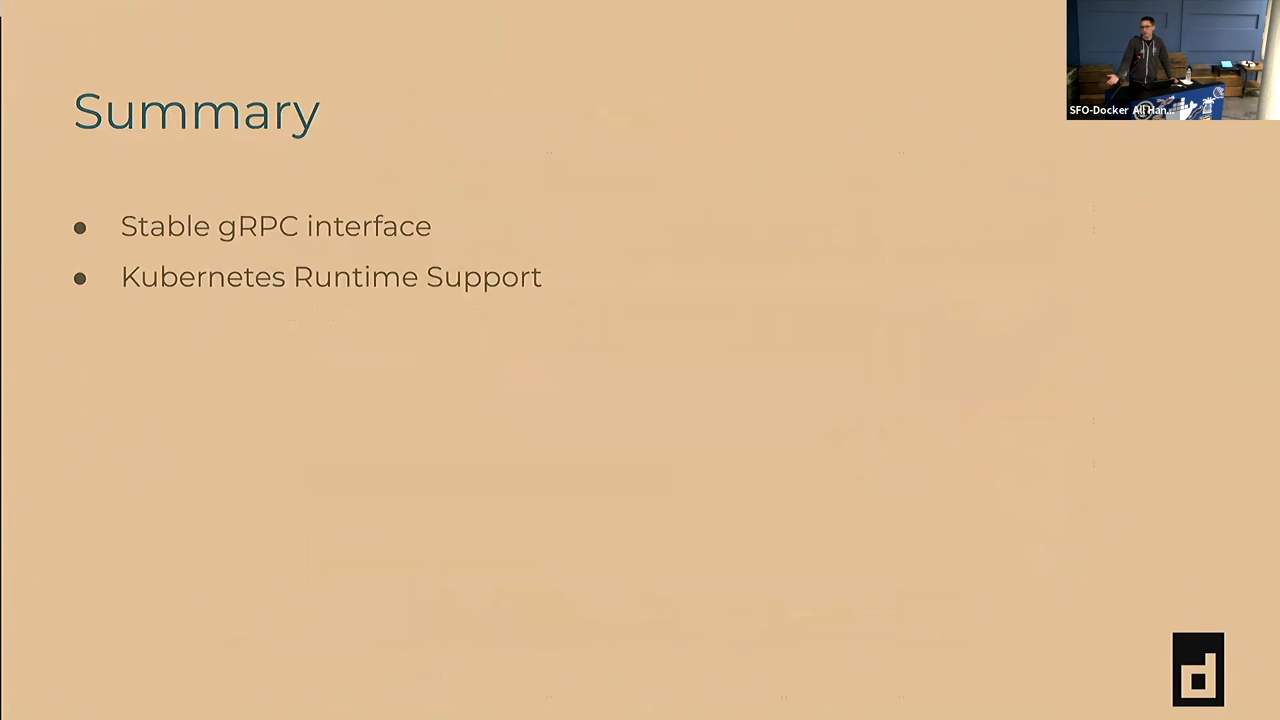 Summary
● Stable gRPC interface
● Kubernetes Runtime Support
SFO-Docker All Han...
d